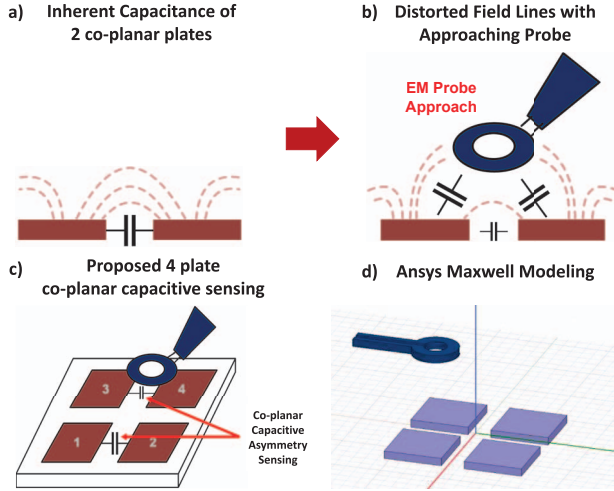 a) Inherent Capacitance of
2 co-planar plates
b) Distorted Field Lines with
Approaching Probe
EM Probe
Approach
c) Proposed 4 plate
co-planar capacitive sensing
3
4
1
2
Co-planar
Capacitive
Asymmetry
Sensing
d) Ansys Maxwell Modeling